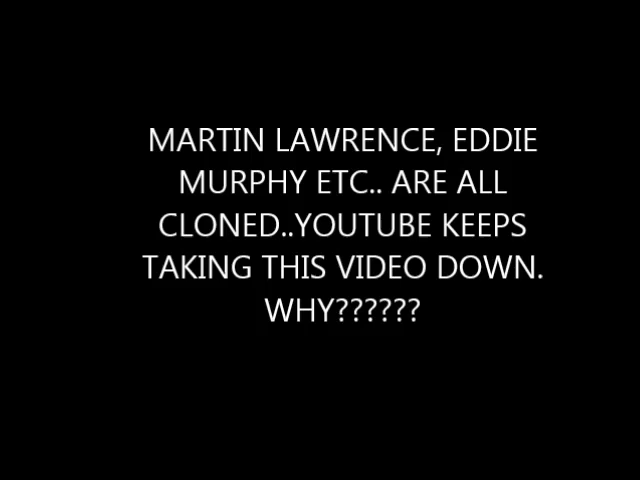 MARTIN LAWRENCE, EDDIE
MURPHY ETC.. ARE ALL
CLONED..YOUTUBE KEEPS
TAKING THIS VIDEO DOWN.
WHY??????